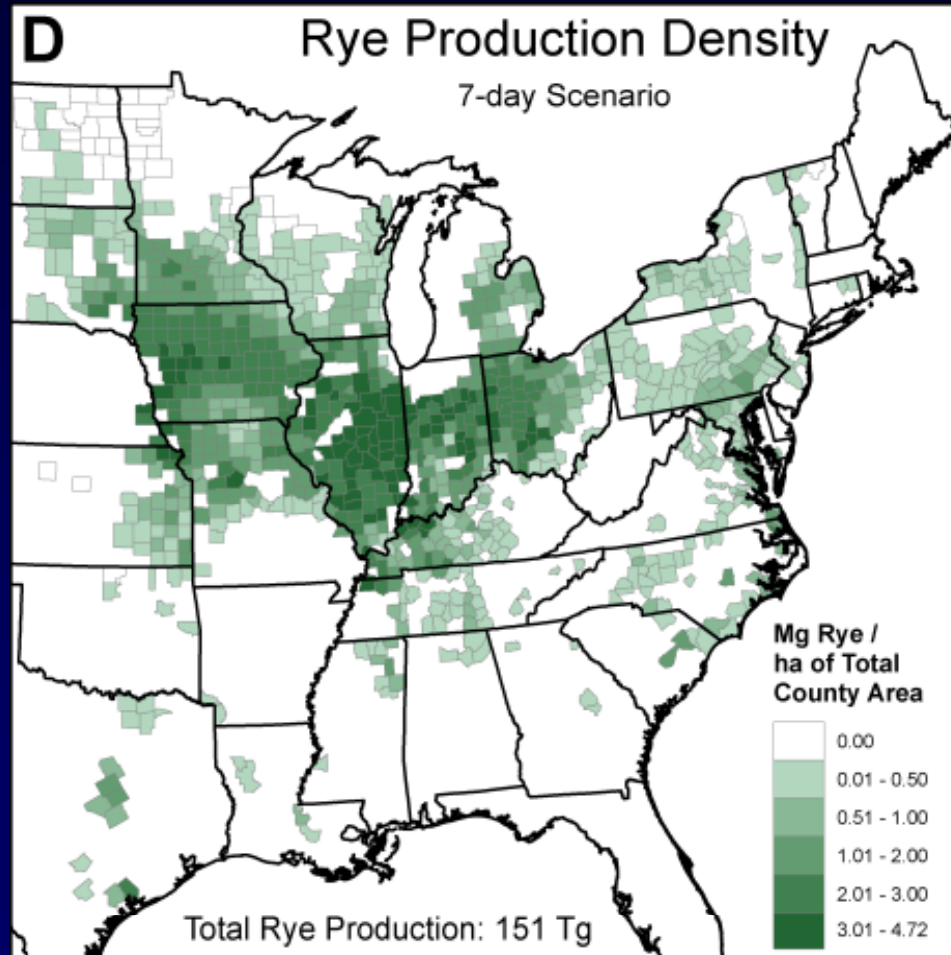 D
Rye Production Density
7-day Scenario
Mg Rye /
ha of Total
County Area
0.00
0.01 - 0.50
0.51 - 1.00
1.01 - 2.00
2.01 - 3.00
3.01 - 4.72
Total Rye Production: 151 Tg